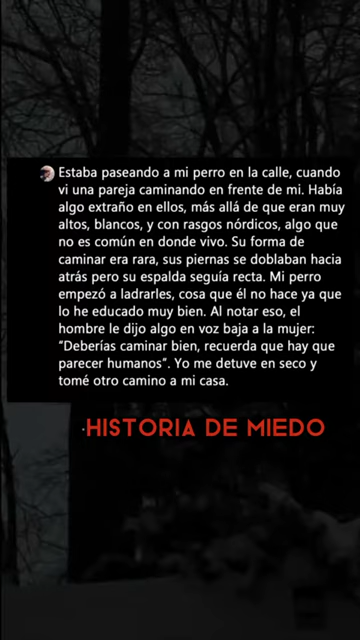 Estaba paseando a mi perro en la calle, cuando
vi una pareja caminando en frente de mi. Había
algo extraño en ellos, más allá de que eran muy
altos, blancos, y con rasgos nórdicos, algo que
no es común en donde vivo. Su forma de
caminar era rara, sus piernas se doblaban hacia
atrás pero su espalda seguía recta. Mi perro
empezó a ladrarles, cosa que él no hace ya que
lo he educado muy bien. Al notar eso, el
hombre le dijo algo en voz baja a la mujer:
“Deberías caminar bien, recuerda que hay que
parecer humanos”. Yo me detuve en seco y
tomé otro camino a mi casa.
HISTORIA DE MIEDO